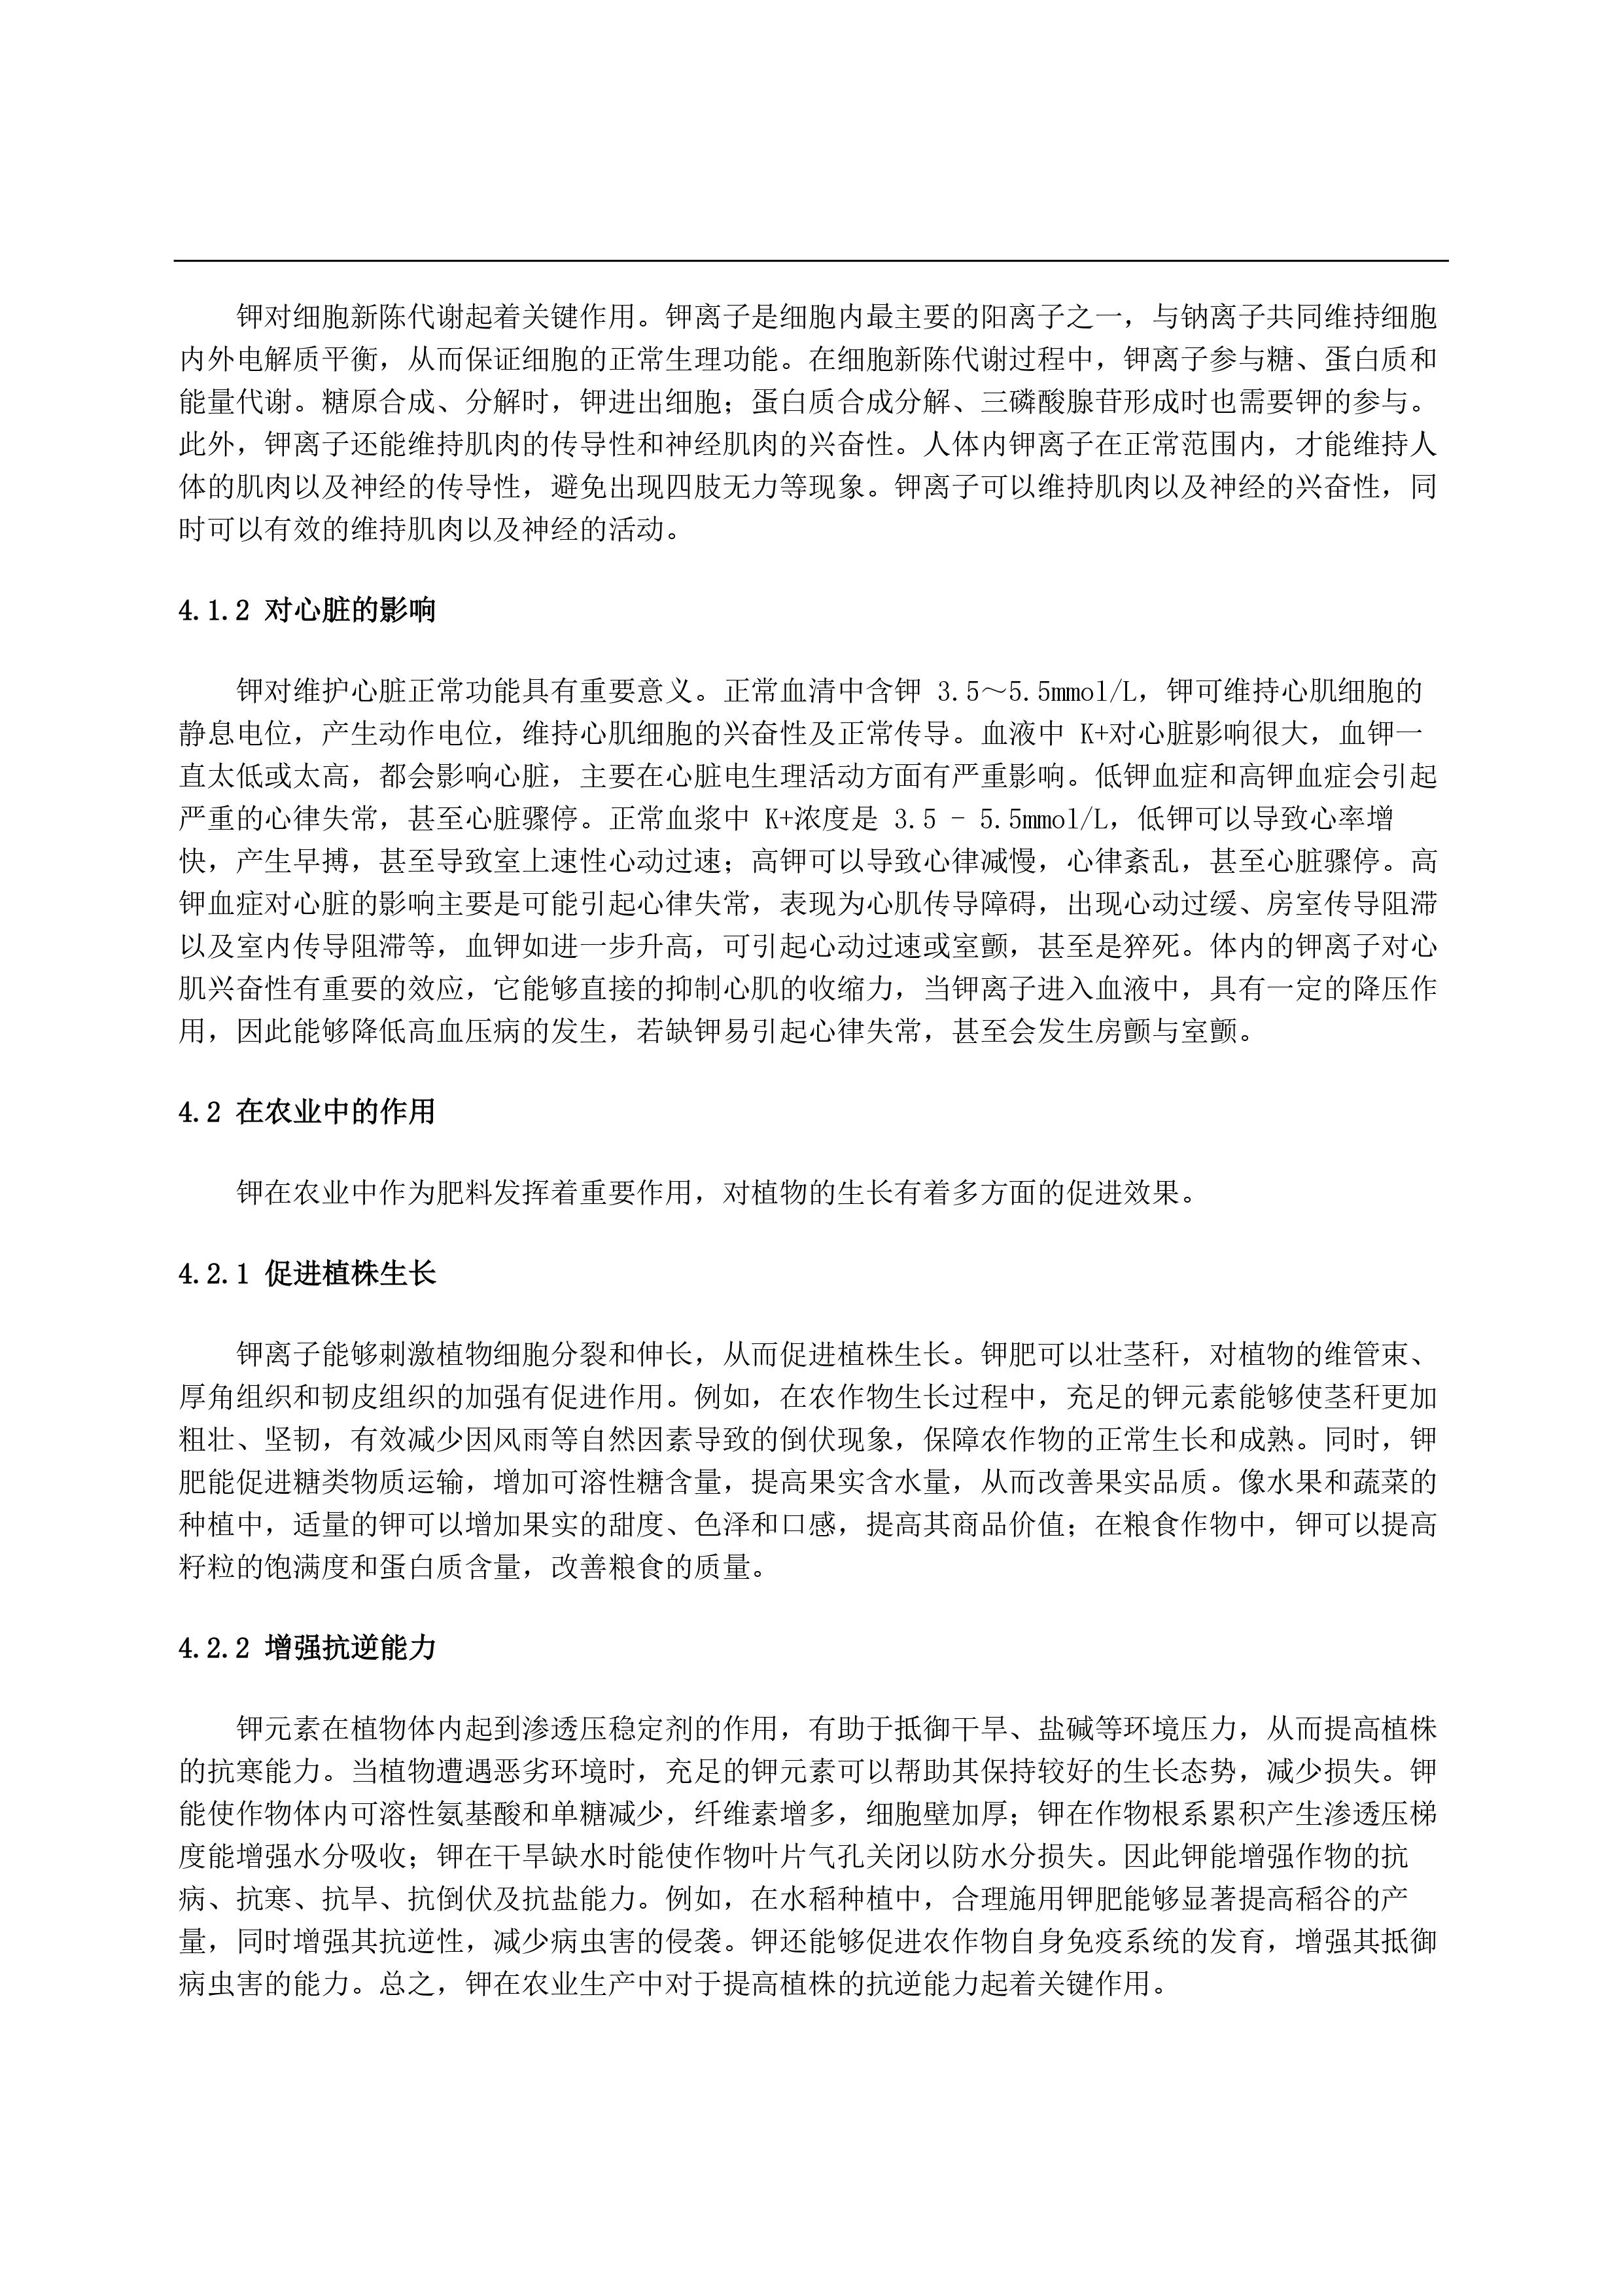 钾对细胞新陈代谢起着关键作用。钾离子是细胞内最主要的阳离子之一，与钠离子共同维持细胞
内外电解质平衡，从而保证细胞的正常生理功能。在细胞新陈代谢过程中，钾离子参与糖、蛋白质和
能量代谢。糖原合成、分解时，钾进出细胞；蛋白质合成分解、三磷酸腺苷形成时也需要钾的参与。
此外，钾离子还能维持肌肉的传导性和神经肌肉的兴奋性。人体内钾离子在正常范围内，才能维持人
体的肌肉以及神经的传导性，避免出现四肢无力等现象。钾离子可以维持肌肉以及神经的兴奋性，同
时可以有效的维持肌肉以及神经的活动。
4.1.2 对心脏的影响
钾对维护心脏正常功能具有重要意义。正常血清中含钾 3.5～5.5mmol/L，钾可维持心肌细胞的
静息电位，产生动作电位，维持心肌细胞的兴奋性及正常传导。血液中 K+对心脏影响很大，血钾一
直太低或太高，都会影响心脏，主要在心脏电生理活动方面有严重影响。低钾血症和高钾血症会引起
严重的心律失常，甚至心脏骤停。正常血浆中 K+浓度是 3.5 - 5.5mmol/L，低钾可以导致心率增
快，产生早搏，甚至导致室上速性心动过速；高钾可以导致心律减慢，心律紊乱，甚至心脏骤停。高
钾血症对心脏的影响主要是可能引起心律失常，表现为心肌传导障碍，出现心动过缓、房室传导阻滞
以及室内传导阻滞等，血钾如进一步升高，可引起心动过速或室颤，甚至是猝死。体内的钾离子对心
肌兴奋性有重要的效应，它能够直接的抑制心肌的收缩力，当钾离子进入血液中，具有一定的降压作
用，因此能够降低高血压病的发生，若缺钾易引起心律失常，甚至会发生房颤与室颤。
4.2 在农业中的作用
钾在农业中作为肥料发挥着重要作用，对植物的生长有着多方面的促进效果。
4.2.1 促进植株生长
钾离子能够刺激植物细胞分裂和伸长，从而促进植株生长。钾肥可以壮茎秆，对植物的维管束、
厚角组织和韧皮组织的加强有促进作用。例如，在农作物生长过程中，充足的钾元素能够使茎秆更加
粗壮、坚韧，有效减少因风雨等自然因素导致的倒伏现象，保障农作物的正常生长和成熟。同时，钾
肥能促进糖类物质运输，增加可溶性糖含量，提高果实含水量，从而改善果实品质。像水果和蔬菜的
种植中，适量的钾可以增加果实的甜度、色泽和口感，提高其商品价值；在粮食作物中，钾可以提高
籽粒的饱满度和蛋白质含量，改善粮食的质量。
4.2.2 增强抗逆能力
钾元素在植物体内起到渗透压稳定剂的作用，有助于抵御干旱、盐碱等环境压力，从而提高植株
的抗寒能力。当植物遭遇恶劣环境时，充足的钾元素可以帮助其保持较好的生长态势，减少损失。钾
能使作物体内可溶性氨基酸和单糖减少，纤维素增多，细胞壁加厚；钾在作物根系累积产生渗透压梯
度能增强水分吸收；钾在干旱缺水时能使作物叶片气孔关闭以防水分损失。因此钾能增强作物的抗
病、抗寒、抗旱、抗倒伏及抗盐能力。例如，在水稻种植中，合理施用钾肥能够显著提高稻谷的产
量，同时增强其抗逆性，减少病虫害的侵袭。钾还能够促进农作物自身免疫系统的发育，增强其抵御
病虫害的能力。总之，钾在农业生产中对于提高植株的抗逆能力起着关键作用。